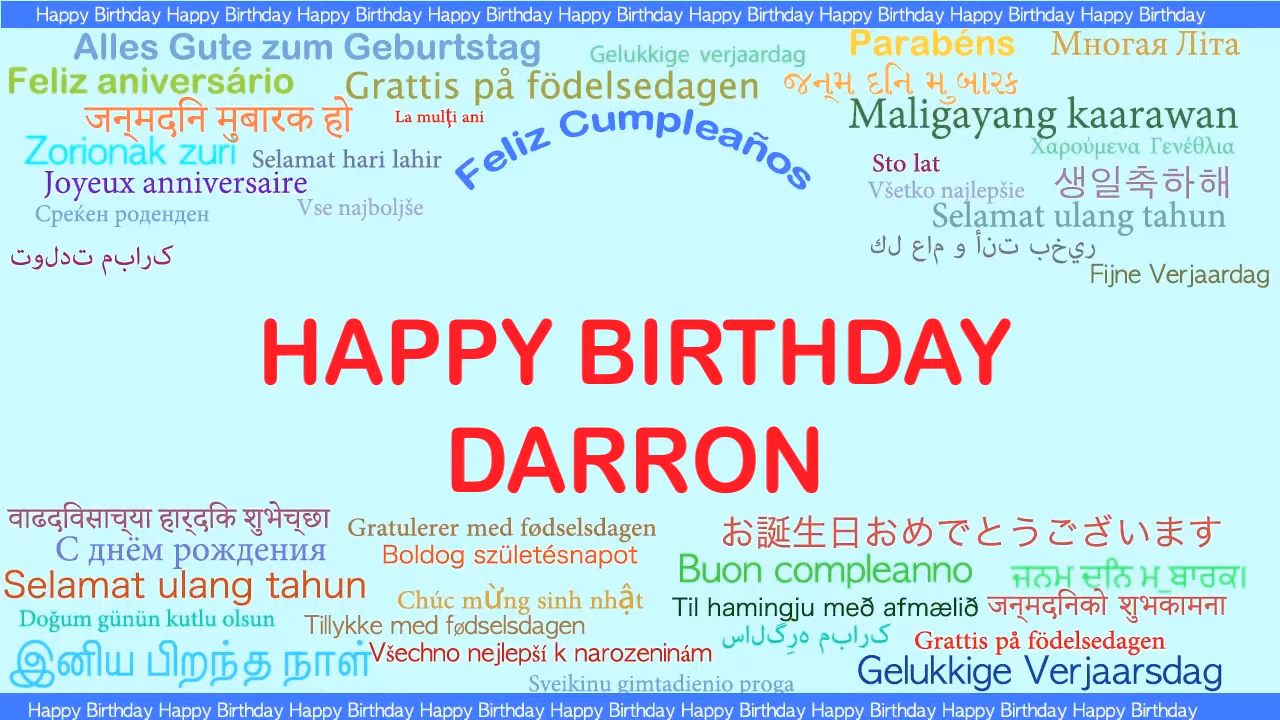 Happy Birthday Happy Birthday Happy Birthday Happy Birthday Happy Birthday Happy Birthday Happy Birthday Happy Birthday Happy Birthday
Alles Gute zum Geburtstag
Gelukkige verjaardag
Parabéns
Многая Літа
Feliz aniversário
Grattis på födelsedagen
જન્મ દિન મુબારક
जन्मदिन मुबारक हो
La mulţi ani
Feliz Cumpleaños
Maligayang kaarawan
Zorionak zuri
Selamat hari lahir
Χαρούμενα Γενέθλια
Sto lat
Joyeux anniversaire
Všetko najlepšie
생일축하해
Среќен роденден
Vse najboljše
Selamat ulang tahun
تولدت مبارک
كل عام و أنت بخير
Fijne Verjaardag
HAPPY BIRTHDAY
DARRON
वाढदिवसाच्या हार्दिक शुभेच्छा
Gratulerer med fødselsdagen
お誕生日おめでとうございます
С днём рождения
Boldog születésnapot
Buon compleanno
ਜਨਮ ਦਿਨ ਮੁਬਾਰਕ।
Selamat ulang tahun
Chúc mừng sinh nhật
Til hamingju með afmælið
जन्मदिनको शुभकामना
Doğum günün kutlu olsun
Tillykke med fødselsdagen
سالگرہ مبارک
Grattis på födelsedagen
இனிய பிறந்த நாள்
Všechno nejlepší k narozeninám
Gelukkige Verjaarsdag
Sveikinu gimtadienio proga
Happy Birthday Happy Birthday Happy Birthday Happy Birthday Happy Birthday Happy Birthday Happy Birthday Happy Birthday Happy Birthday